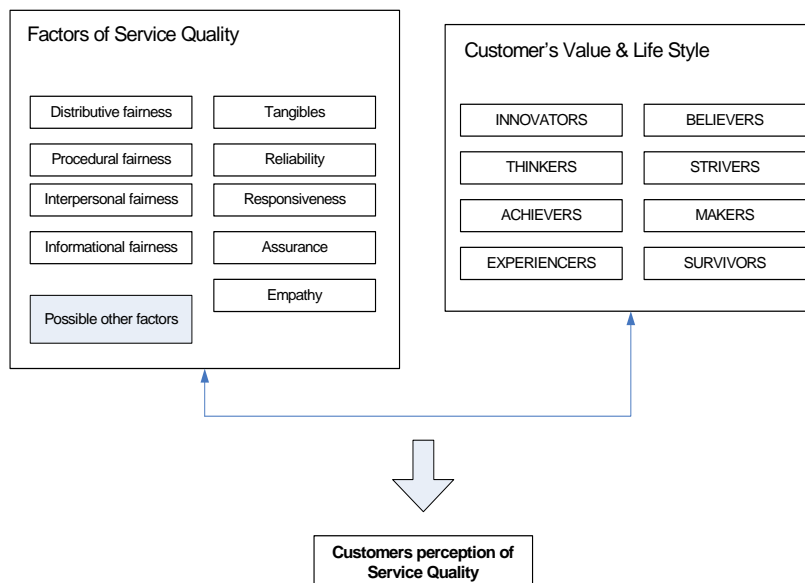 Factors of Service Quality
Distributive fairness
Procedural fairness
Interpersonal fairness
Informational fairness
Possible other factors
Tangibles
Reliability
Responsiveness
Assurance
Empathy
Customer's Value & Life Style
INNOVATORS
THINKERS
ACHIEVERS
EXPERIENCERS
BELIEVERS
STRIVERS
MAKERS
SURVIVORS
Customers perception of
Service Quality